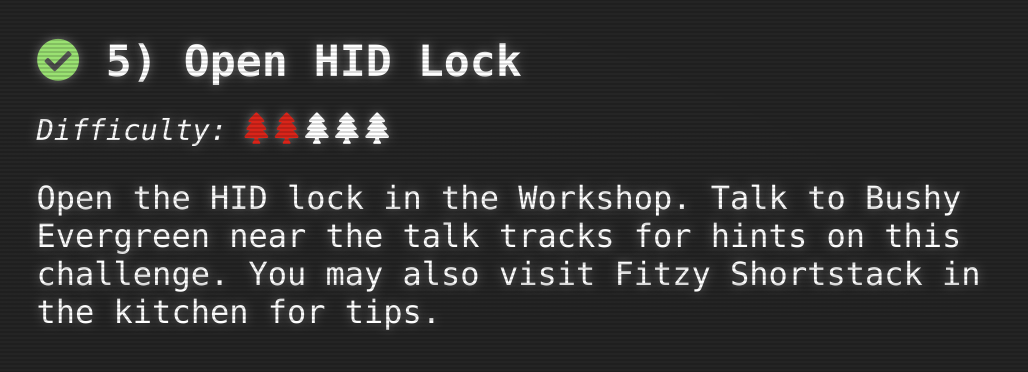 5) Open HID Lock
Difficulty:
Open the HID lock in the Workshop. Talk to Bushy
Evergreen near the talk tracks for hints on this
challenge. You may also visit Fitzy Shortstack in
the kitchen for tips.